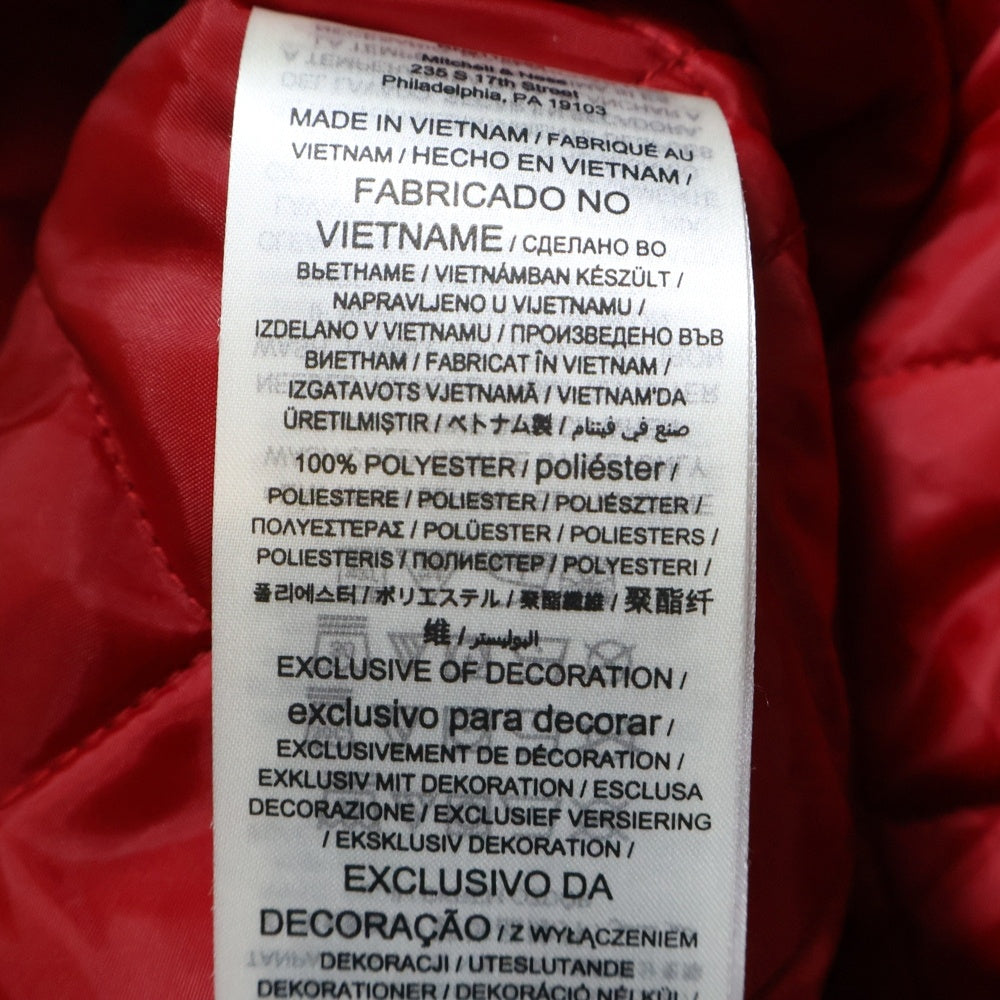 Mitchell & Ness
235 S 17th Street
Philadelphia, PA 19103
MADE IN VIETNAM / FABRIQUÉ AU
VIETNAM / HECHO EN VIETNAM /
FABRICADO NO
VIETNAME / СДЕЛАНО ВО
ВЬЕТНАМЕ / VIETNÁMBAN KÉSZÜLT /
NAPRAVLJENO U VIJETNAMU /
IZDELANO V VIETNAMU / ПРОИЗВЕДЕНО ВЪВ
ВИЕТНАМ / FABRICAT ÎN VIETNAM /
IZGATAVOTS VJETNAMĀ / VIETNAM'DA
ÜRETILMIŞTIR / ベトナム製 / صنع في فيتنام
100% POLYESTER / poliéster /
POLIESTERE / POLIESTER / POLIÉSZTER /
ΠΟΛΥΕΣΤΕΡΑΣ / POLÜESTER / POLIESTERS /
POLIESTERIS / ПОЛИЕСТЕР / POLYESTERI /
폴리에스터 / ポリエステル / 聚酯纖維 / 聚酯纤
维 / البوليستر
EXCLUSIVE OF DECORATION /
exclusivo para decorar /
EXCLUSIVEMENT DE DÉCORATION /
EXKLUSIV MIT DEKORATION / ESCLUSA
DECORAZIONE / EXCLUSIEF VERSIERING
/ EKSKLUSIV DEKORATION /
EXCLUSIVO DA
DECORAÇÃO / Z WYŁĄCZENIEM
DEKORACJI / UTESLUTANDE
DEKORATIONER / DEKORÁCIÓ NÉLKÜL /